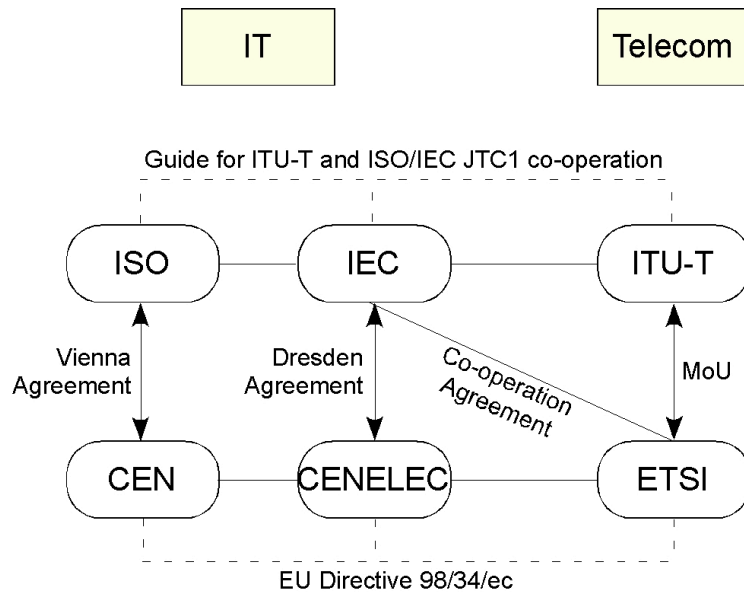 IT
Telecom
Guide for ITU-T and ISO/IEC JTC1 co-operation
ISO
IEC
ITU-T
Vienna
Agreement
Dresden
Agreement
Co-operation
Agreement
MoU
CEN
CENELEC
ETSI
EU Directive 98/34/ec